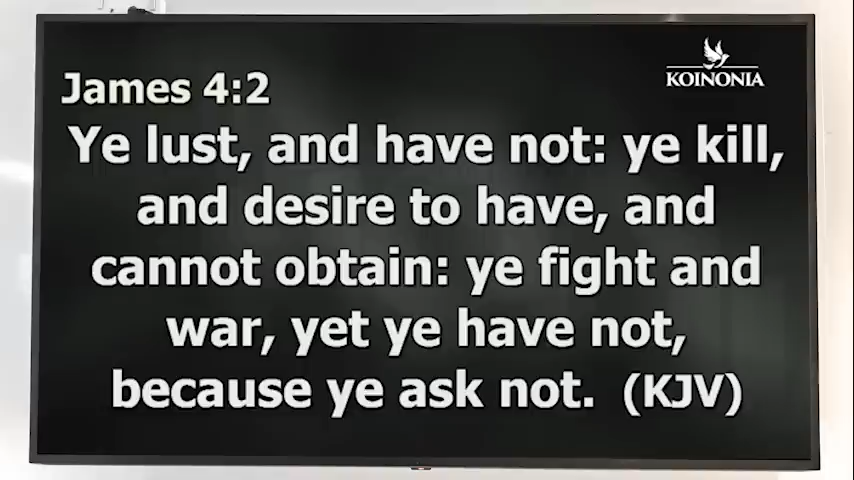 KOINONIA
James 4:2
Ye lust, and have not: ye kill,
and desire to have, and
cannot obtain: ye fight and
war, yet ye have not,
because ye ask not. (KJV)